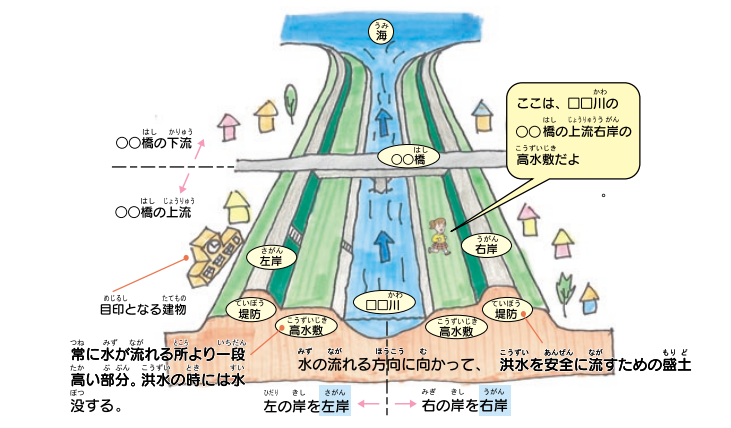 海
ここは、□□川の
○○橋の上流右岸の
高水敷だよ
○○橋の下流
○○橋
○○橋の上流
左岸
右岸
目印となる建物
□□川
堤防
堤防
高水敷
高水敷
常に水が流れる所より一段
高い部分。洪水の時には水
没する。
水の流れる方向に向かって、
洪水を安全に流すための盛土
左の岸を左岸
右の岸を右岸